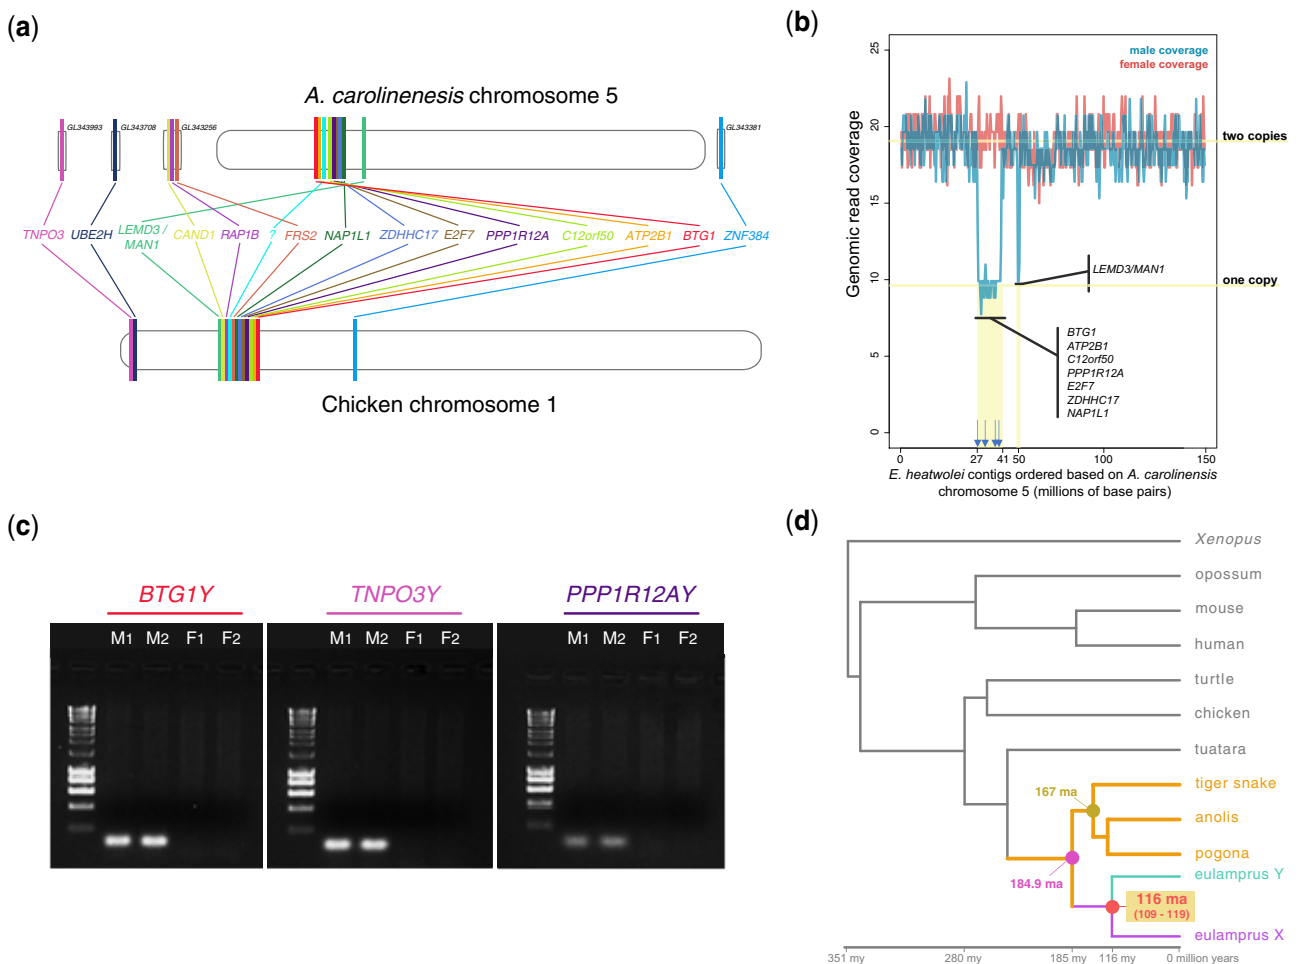 (a)
A. carolinenesis chromosome 5
GL343993
GL343708
GL343256
GL343381
TNPO3
UBE2H
LEMD3 /
MAN1
CAND1
RAP1B
?
FRS2
NAP1L1
ZDHHC17
E2F7
PPP1R12A
C12orf50
ATP2B1
BTG1
ZNF384
Chicken chromosome 1
(b)
male coverage
female coverage
Genomic read coverage
25
20
15
10
5
0
two copies
one copy
LEMD3/MAN1
BTG1
ATP2B1
C12orf50
PPP1R12A
E2F7
ZDHHC17
NAP1L1
0 27 41 50 100 150
E. heatwolei contigs ordered based on A. carolinensis
chromosome 5 (millions of base pairs)
(c)
BTG1Y
M1 M2 F1 F2
TNPO3Y
M1 M2 F1 F2
PPP1R12AY
M1 M2 F1 F2
(d)
Xenopus
opossum
mouse
human
turtle
chicken
tuatara
tiger snake
anolis
pogona
eulamprus Y
eulamprus X
167 ma
184.9 ma
116 ma
(109 - 119)
351 my 280 my 185 my 116 my 0 million years